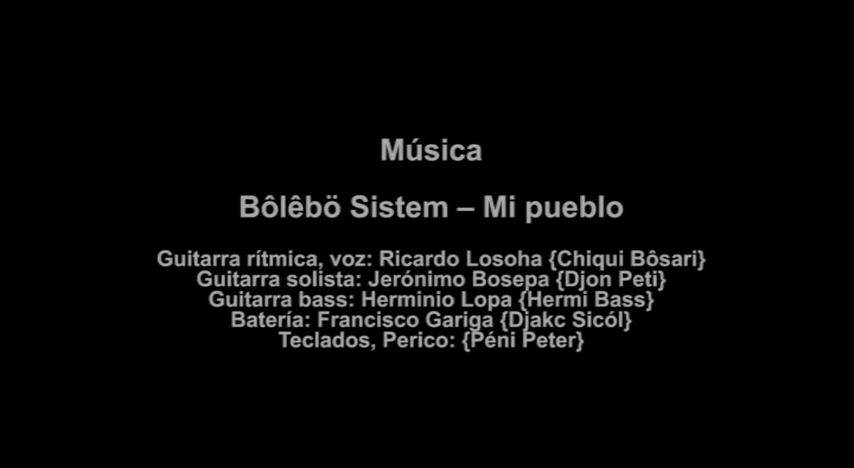 Música
Bôlêbö Sistem – Mi pueblo
Guitarra rítmica, voz: Ricardo Losoha {Chiqui Bôsari}
Guitarra solista: Jerónimo Bosepa {Djon Peti}
Guitarra bass: Herminio Lopa {Hermi Bass}
Batería: Francisco Gariga {Djakc Sicól}
Teclados, Perico: {Péni Peter}